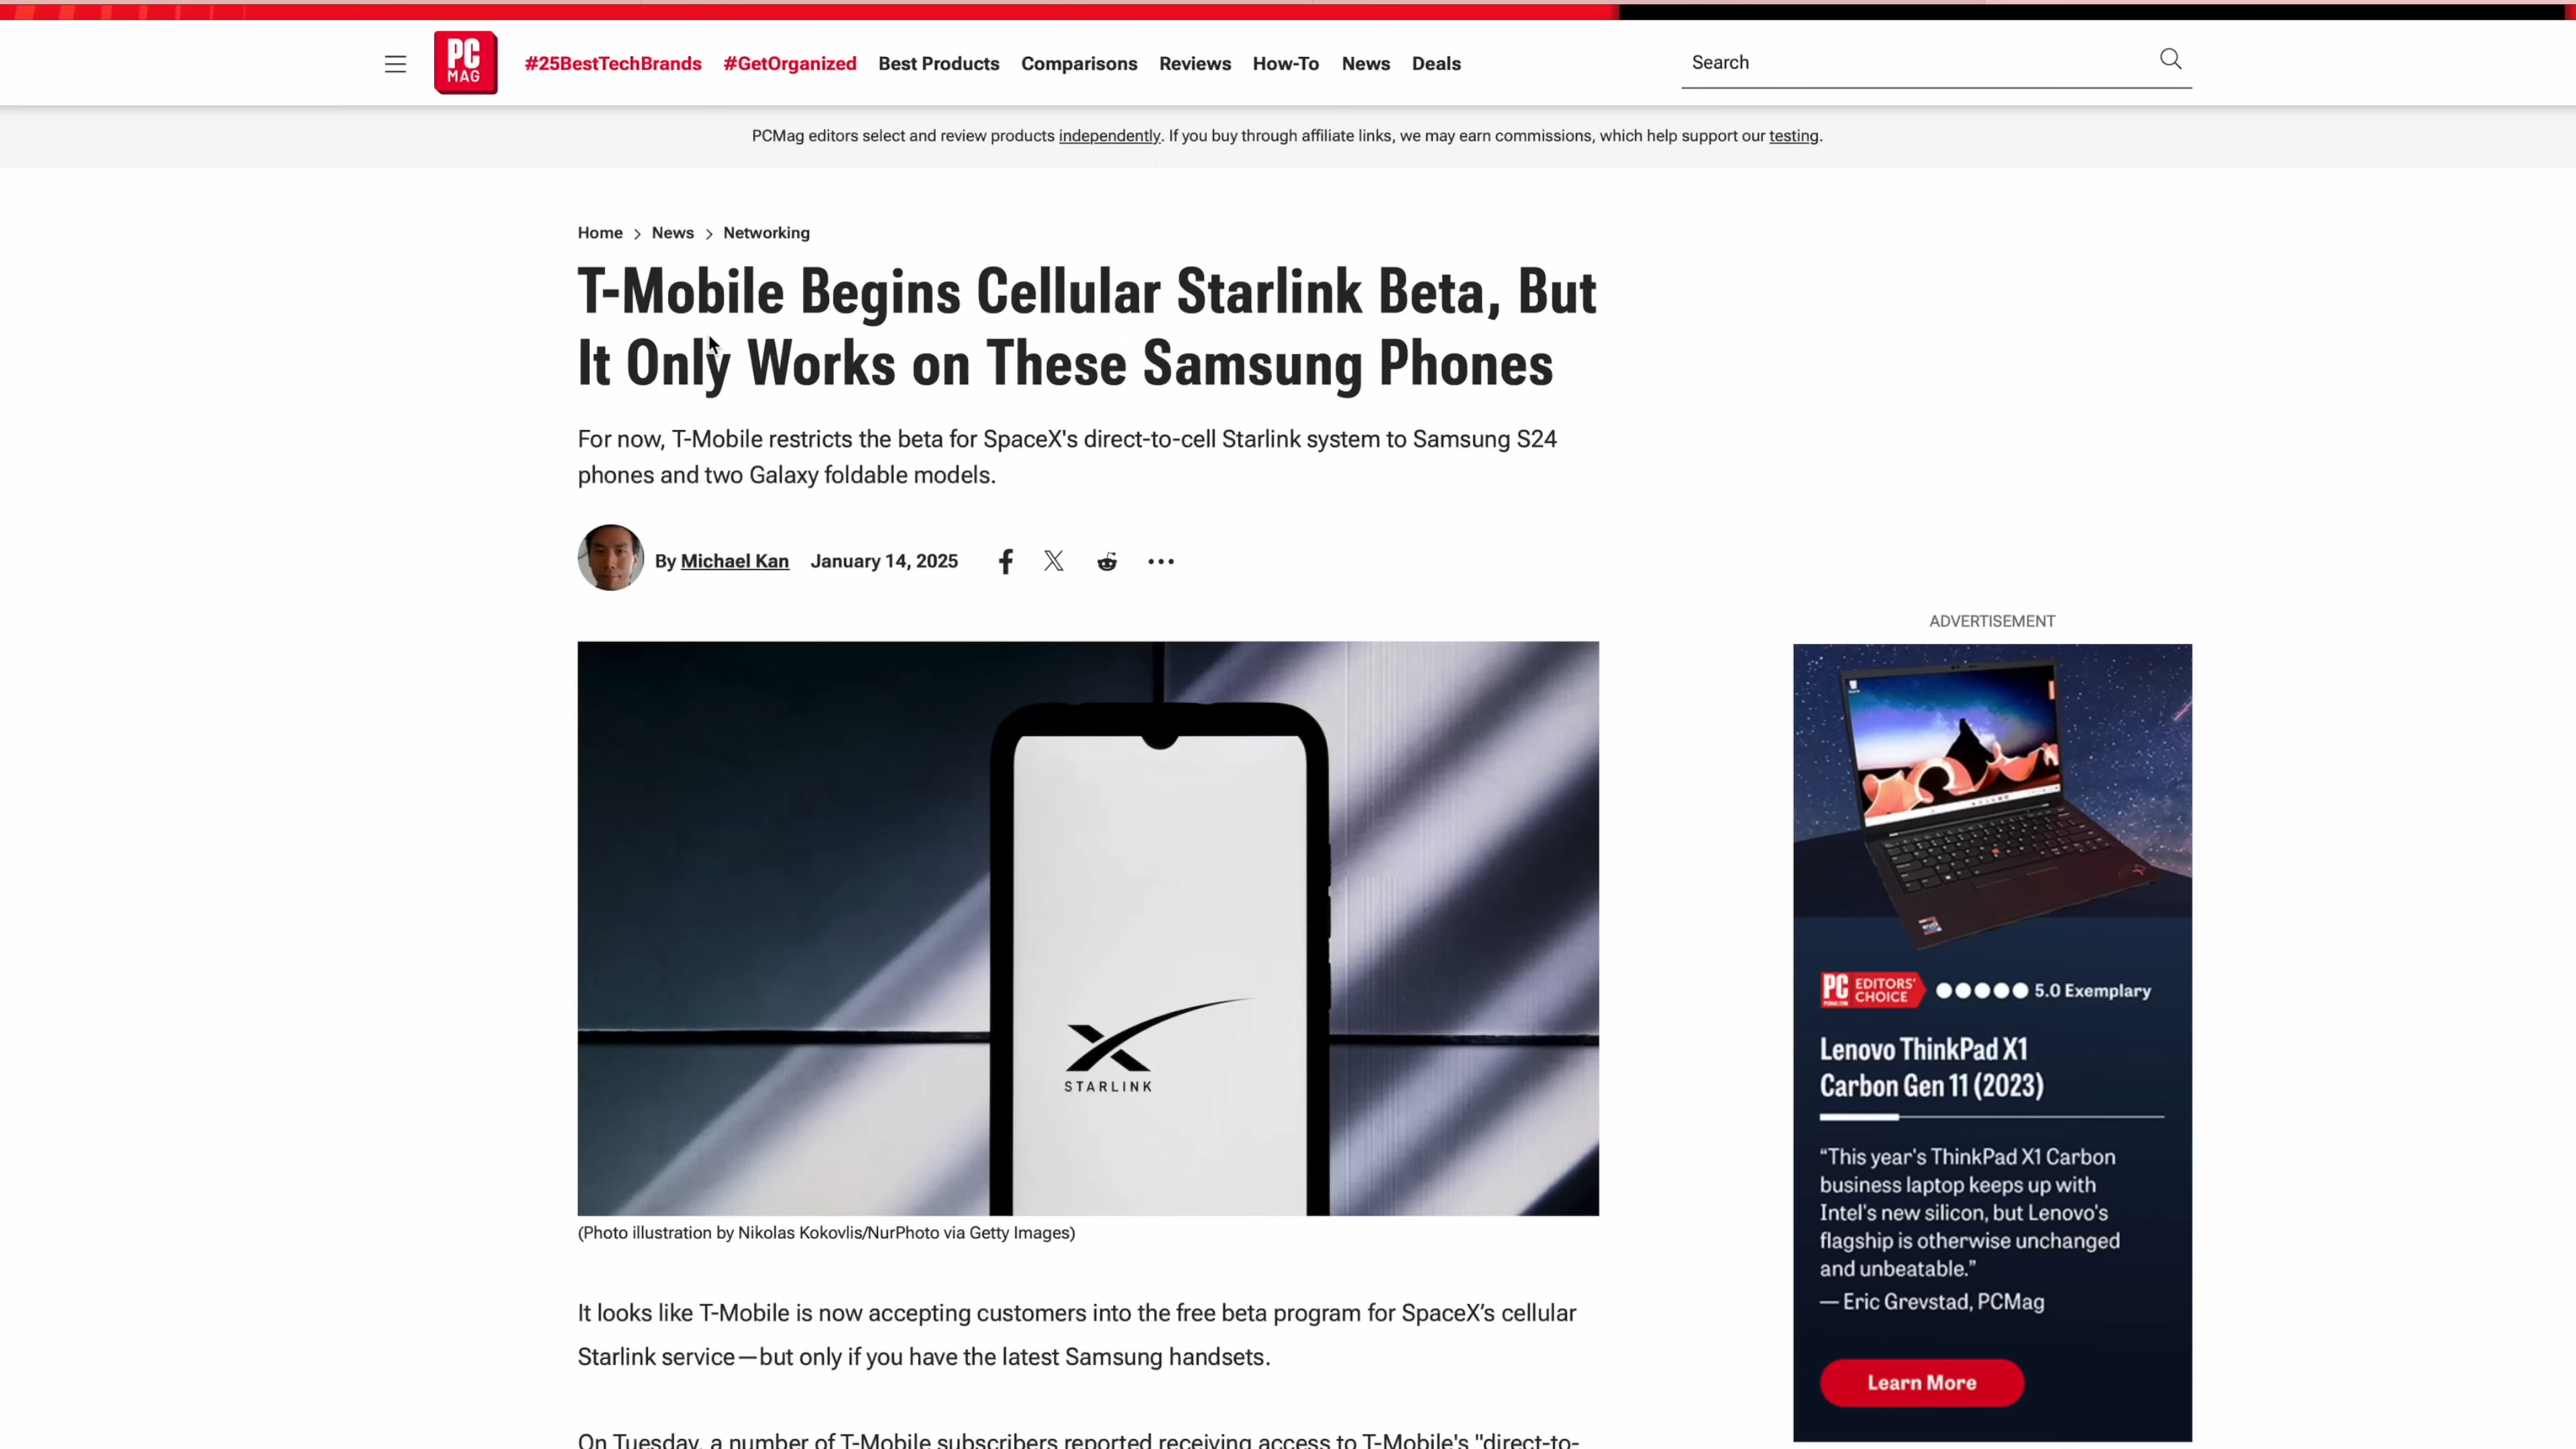 PC
MAG
#25BestTechBrands #GetOrganized Best Products Comparisons Reviews How-To News Deals
Search
PCMag editors select and review products independently. If you buy through affiliate links, we may earn commissions, which help support our testing.
Home > News > Networking
T-Mobile Begins Cellular Starlink Beta, But
It Only Works on These Samsung Phones
For now, T-Mobile restricts the beta for SpaceX's direct-to-cell Starlink system to Samsung S24
phones and two Galaxy foldable models.
By Michael Kan January 14, 2025
STARLINK
(Photo illustration by Nikolas Kokovlis/NurPhoto via Getty Images)
It looks like T-Mobile is now accepting customers into the free beta program for SpaceX’s cellular
Starlink service—but only if you have the latest Samsung handsets.
On Tuesday, a number of T-Mobile subscribers reported receiving access to T-Mobile's "direct-to-
ADVERTISEMENT
PC EDITORS' CHOICE 5.0 Exemplary
Lenovo ThinkPad X1
Carbon Gen 11 (2023)
“This year's ThinkPad X1 Carbon
business laptop keeps up with
Intel's new silicon, but Lenovo's
flagship is otherwise unchanged
and unbeatable.”
— Eric Grevstad, PCMag
Learn More